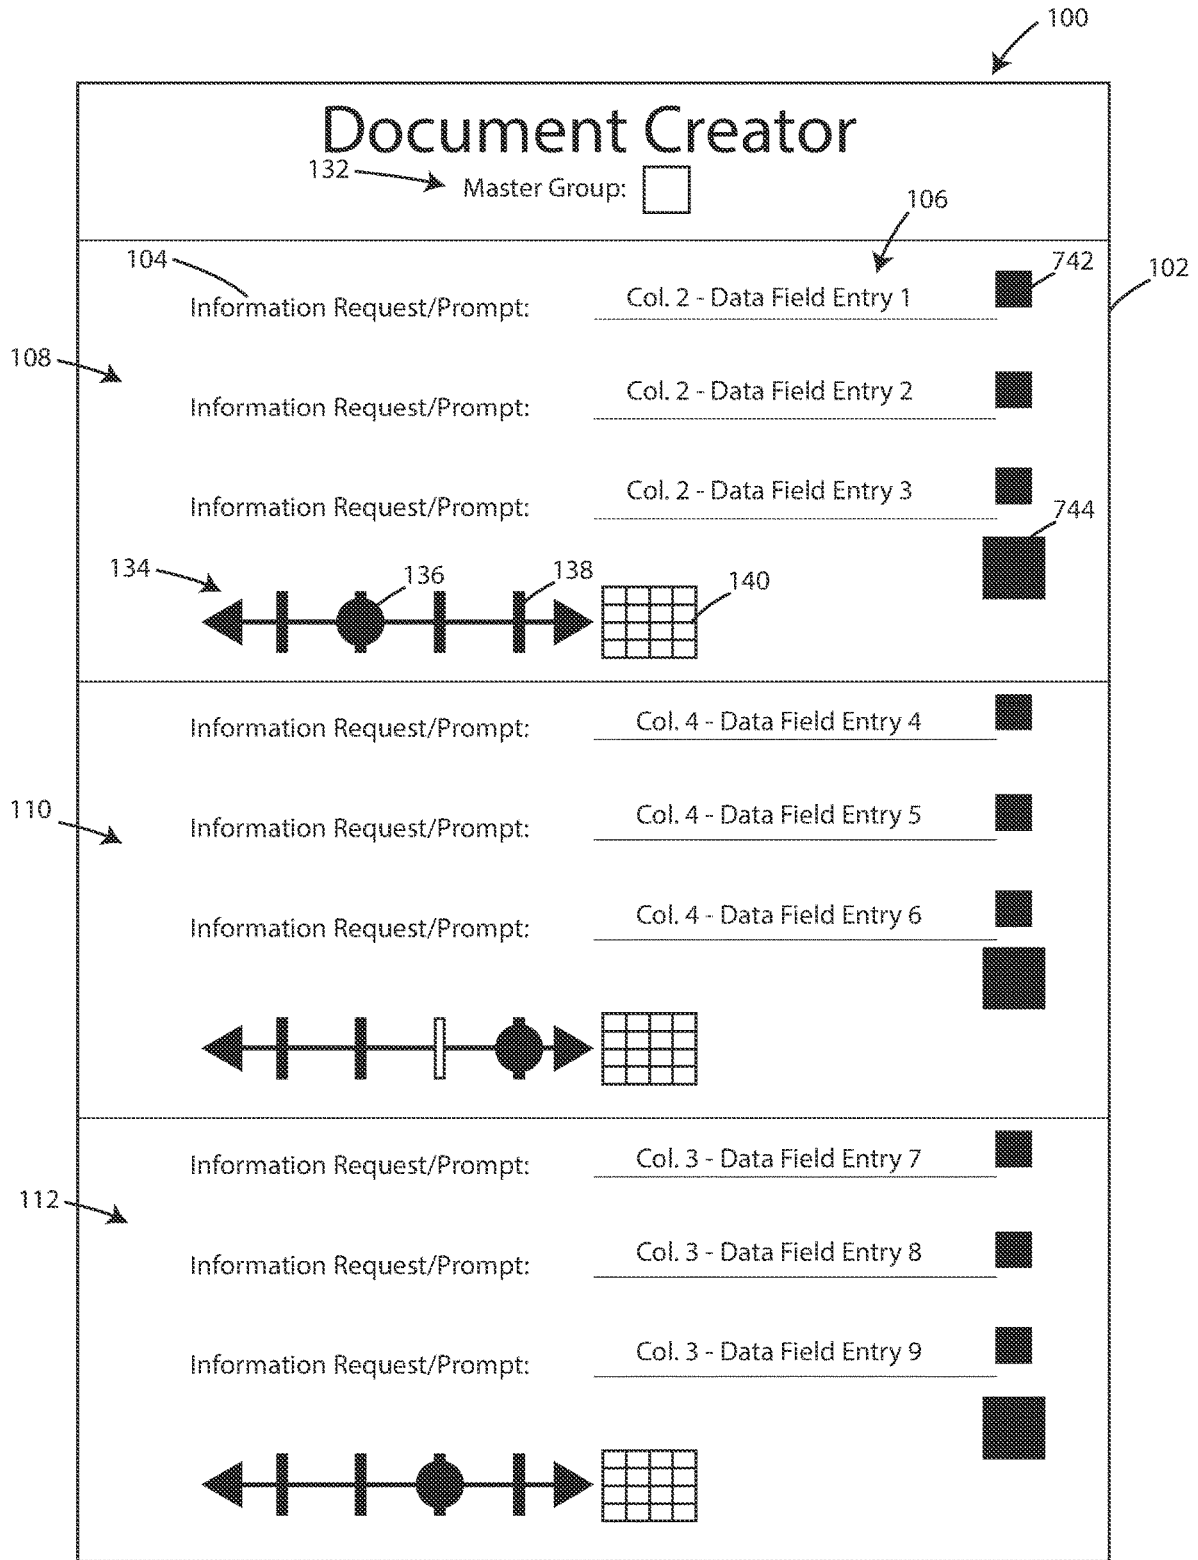 100
Document Creator
132
Master Group:
106
104
742
102
Information Request/Prompt:
Col. 2 - Data Field Entry 1
108
Information Request/Prompt:
Col. 2 - Data Field Entry 2
Information Request/Prompt:
Col. 2 - Data Field Entry 3
744
134
136
138
140
Information Request/Prompt:
Col. 4 - Data Field Entry 4
110
Information Request/Prompt:
Col. 4 - Data Field Entry 5
Information Request/Prompt:
Col. 4 - Data Field Entry 6
Information Request/Prompt:
Col. 3 - Data Field Entry 7
112
Information Request/Prompt:
Col. 3 - Data Field Entry 8
Information Request/Prompt:
Col. 3 - Data Field Entry 9